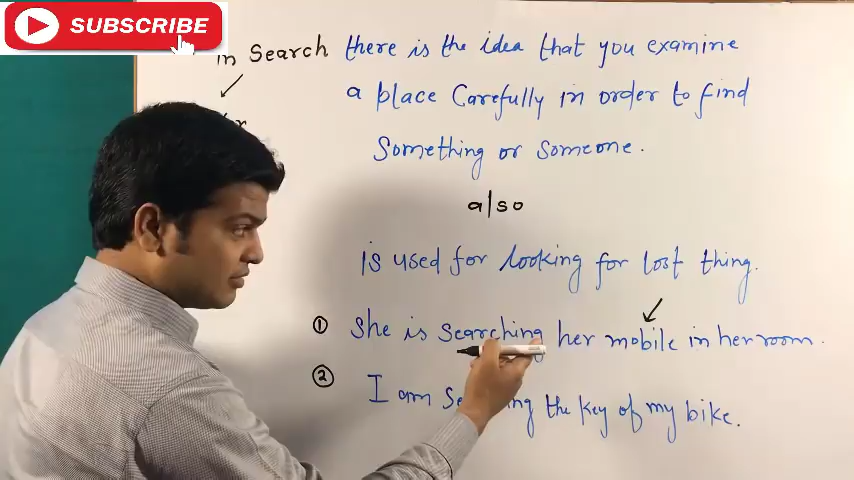 SUBSCRIBE
in Search there is the idea that you examine
a place Carefully in order to find
Something or someone.
also
is used for looking for lost thing.
① She is searching her mobile in her room.
② I am the key of my bike.